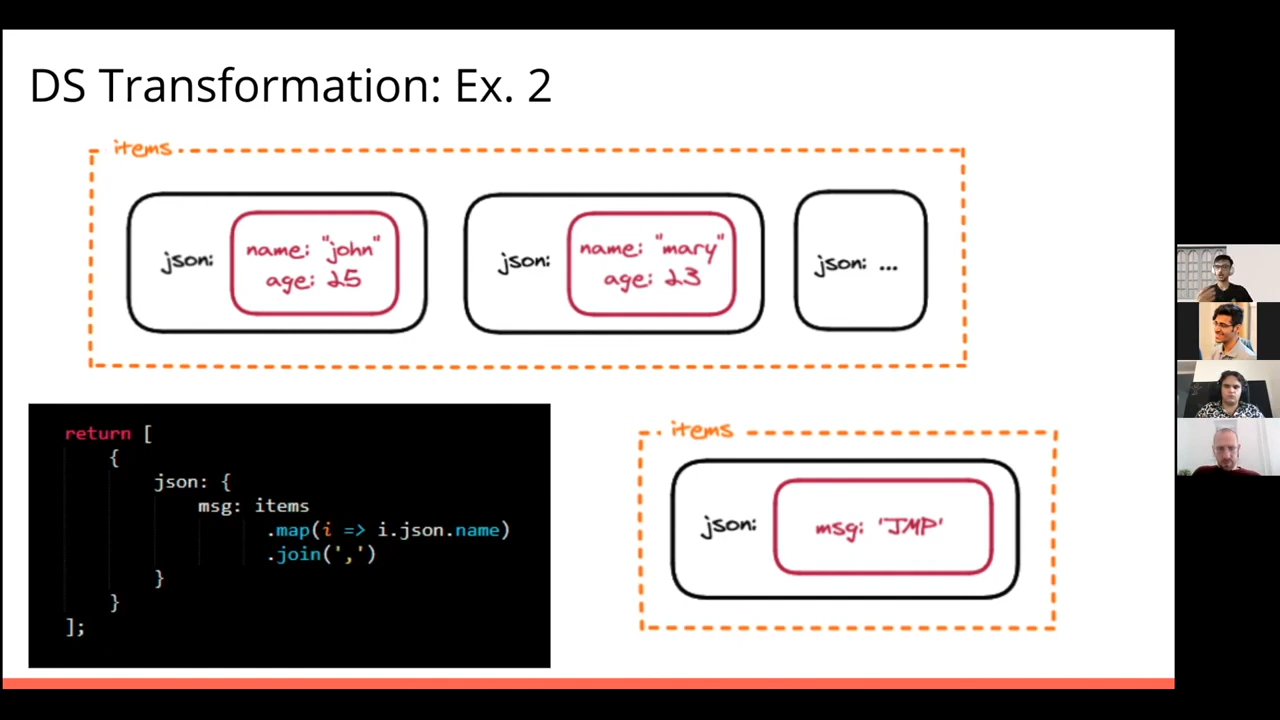 DS Transformation: Ex. 2
items
json:
name: "john"
age: 25
json:
name: "mary"
age: 23
json: ...
return [
{
json: {
msg: items
.map(i => i.json.name)
.join(',')
}
}
];
items
json:
msg: 'JMP'